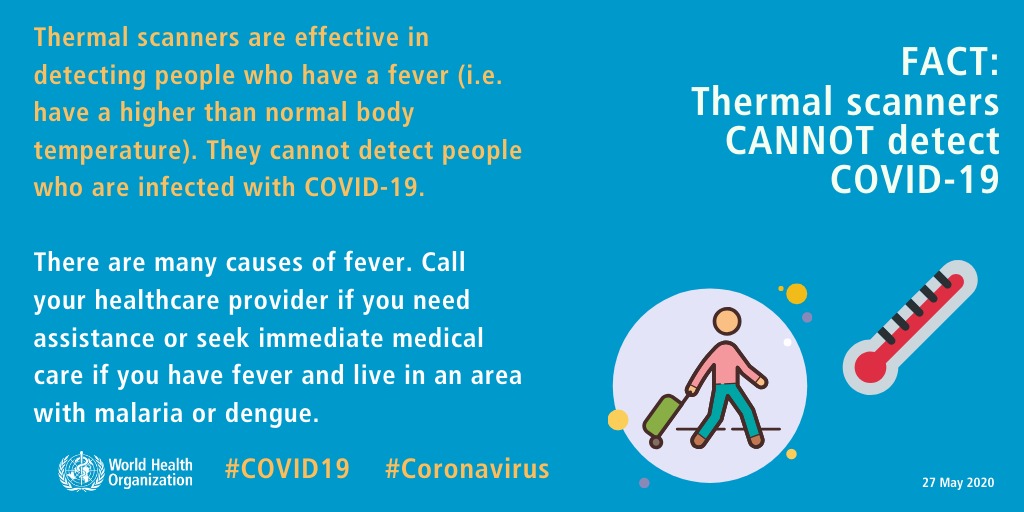 Thermal scanners are effective in
detecting people who have a fever (i.e.
have a higher than normal body
temperature). They cannot detect people
who are infected with COVID-19.
There are many causes of fever. Call
your healthcare provider if you need
assistance or seek immediate medical
care if you have fever and live in an area
with malaria or dengue.
FACT:
Thermal scanners
CANNOT detect
COVID-19
World Health
Organization
#COVID19 #Coronavirus
27 May 2020